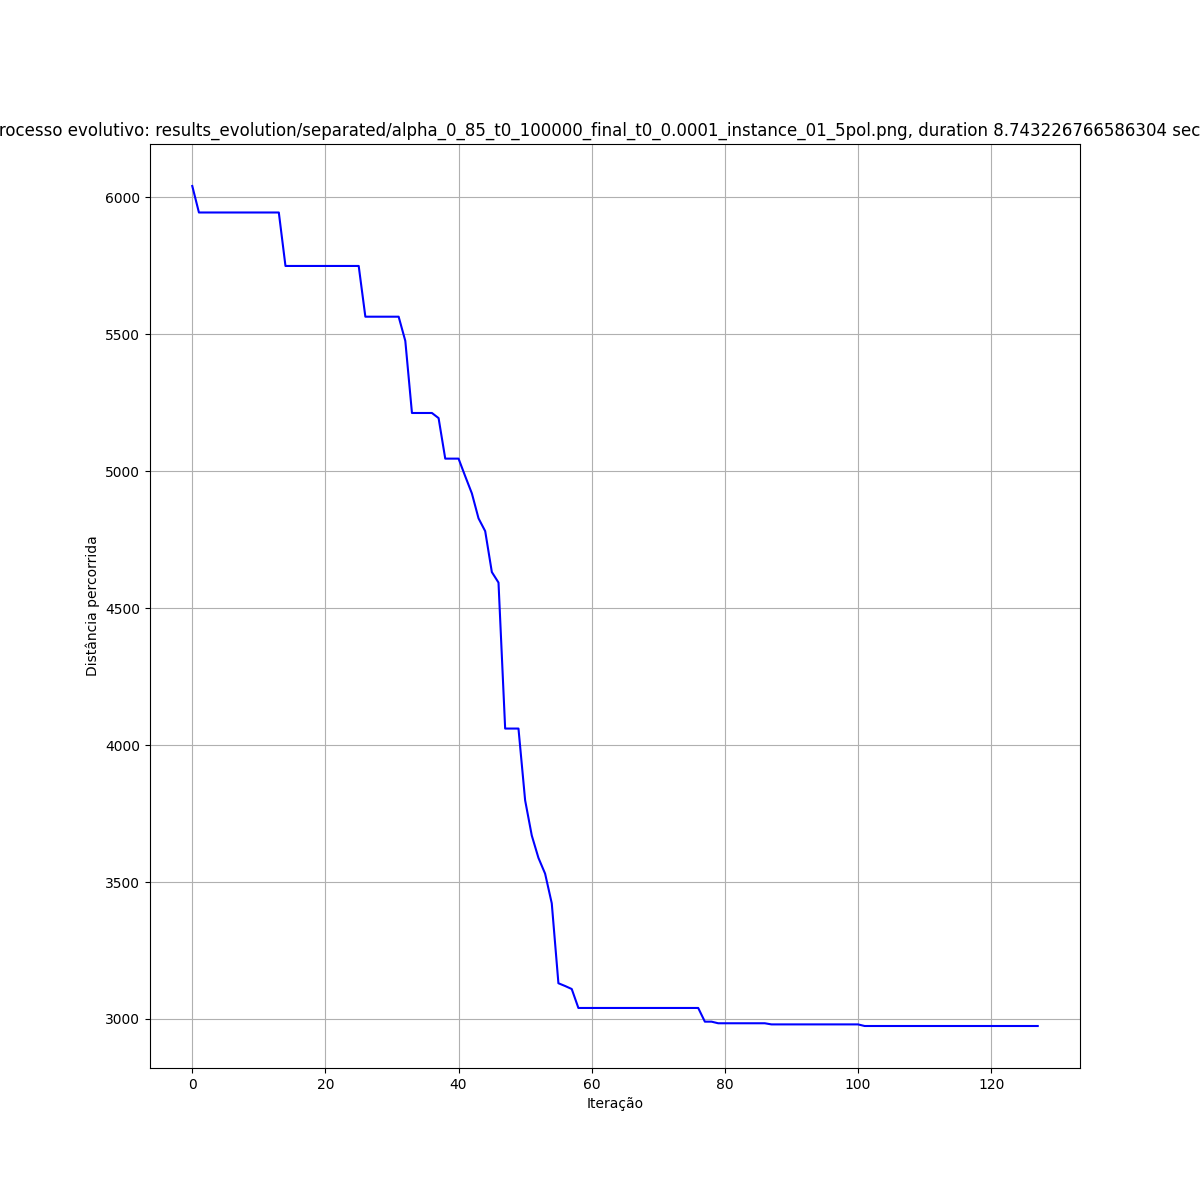 rocesso evolutivo: results_evolution/separated/alpha_0_85_t0_100000_final_t0_0.0001_instance_01_5pol.png, duration 8.743226766586304 sec
6000
5500
5000
4500
4000
3500
3000
Distância percorrida
0 20 40 60 80 100 120
Iteração